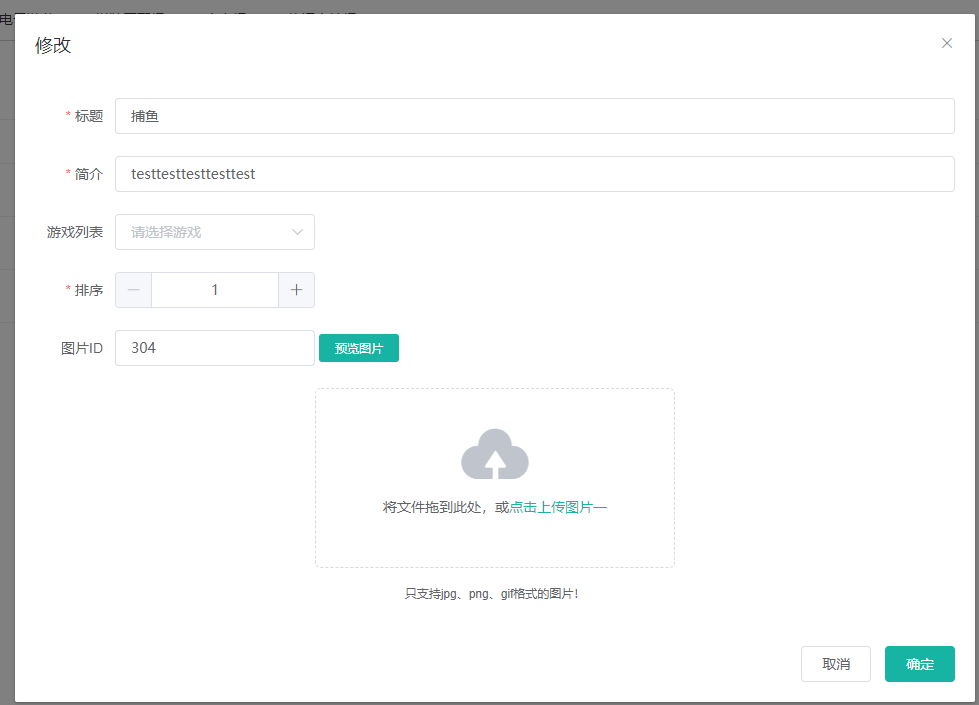 修改
* 标题 捕鱼
* 简介 testtesttesttesttest
游戏列表 请选择游戏
* 排序 1
图片ID 304 预览图片
将文件拖到此处，或点击上传图片一
只支持jpg、png、gif格式的图片！
取消 确定